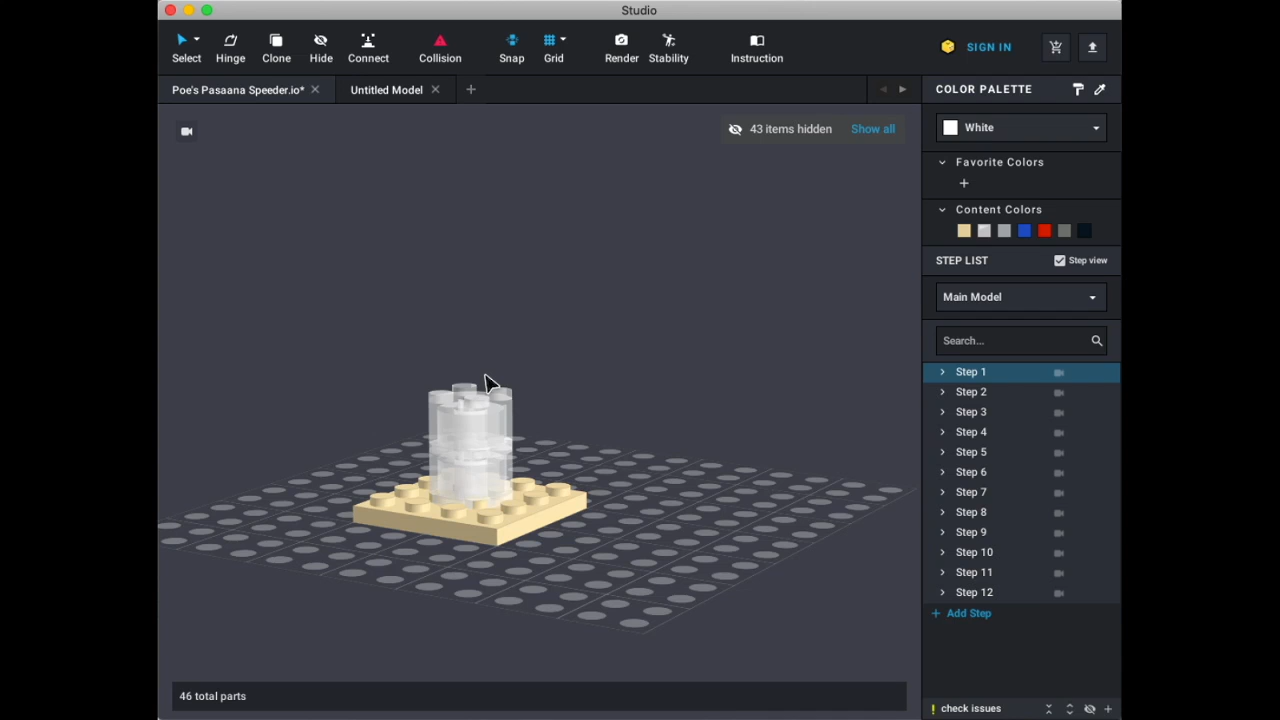 Studio
Select Hinge Clone Hide Connect Collision Snap Grid Render Stability Instruction SIGN IN
Poe's Pasaana Speeder.io* Untitled Model
43 items hidden Show all
COLOR PALETTE
White
Favorite Colors
Content Colors
STEP LIST Step view
Main Model
Search...
Step 1
Step 2
Step 3
Step 4
Step 5
Step 6
Step 7
Step 8
Step 9
Step 10
Step 11
Step 12
+ Add Step
46 total parts
! check issues